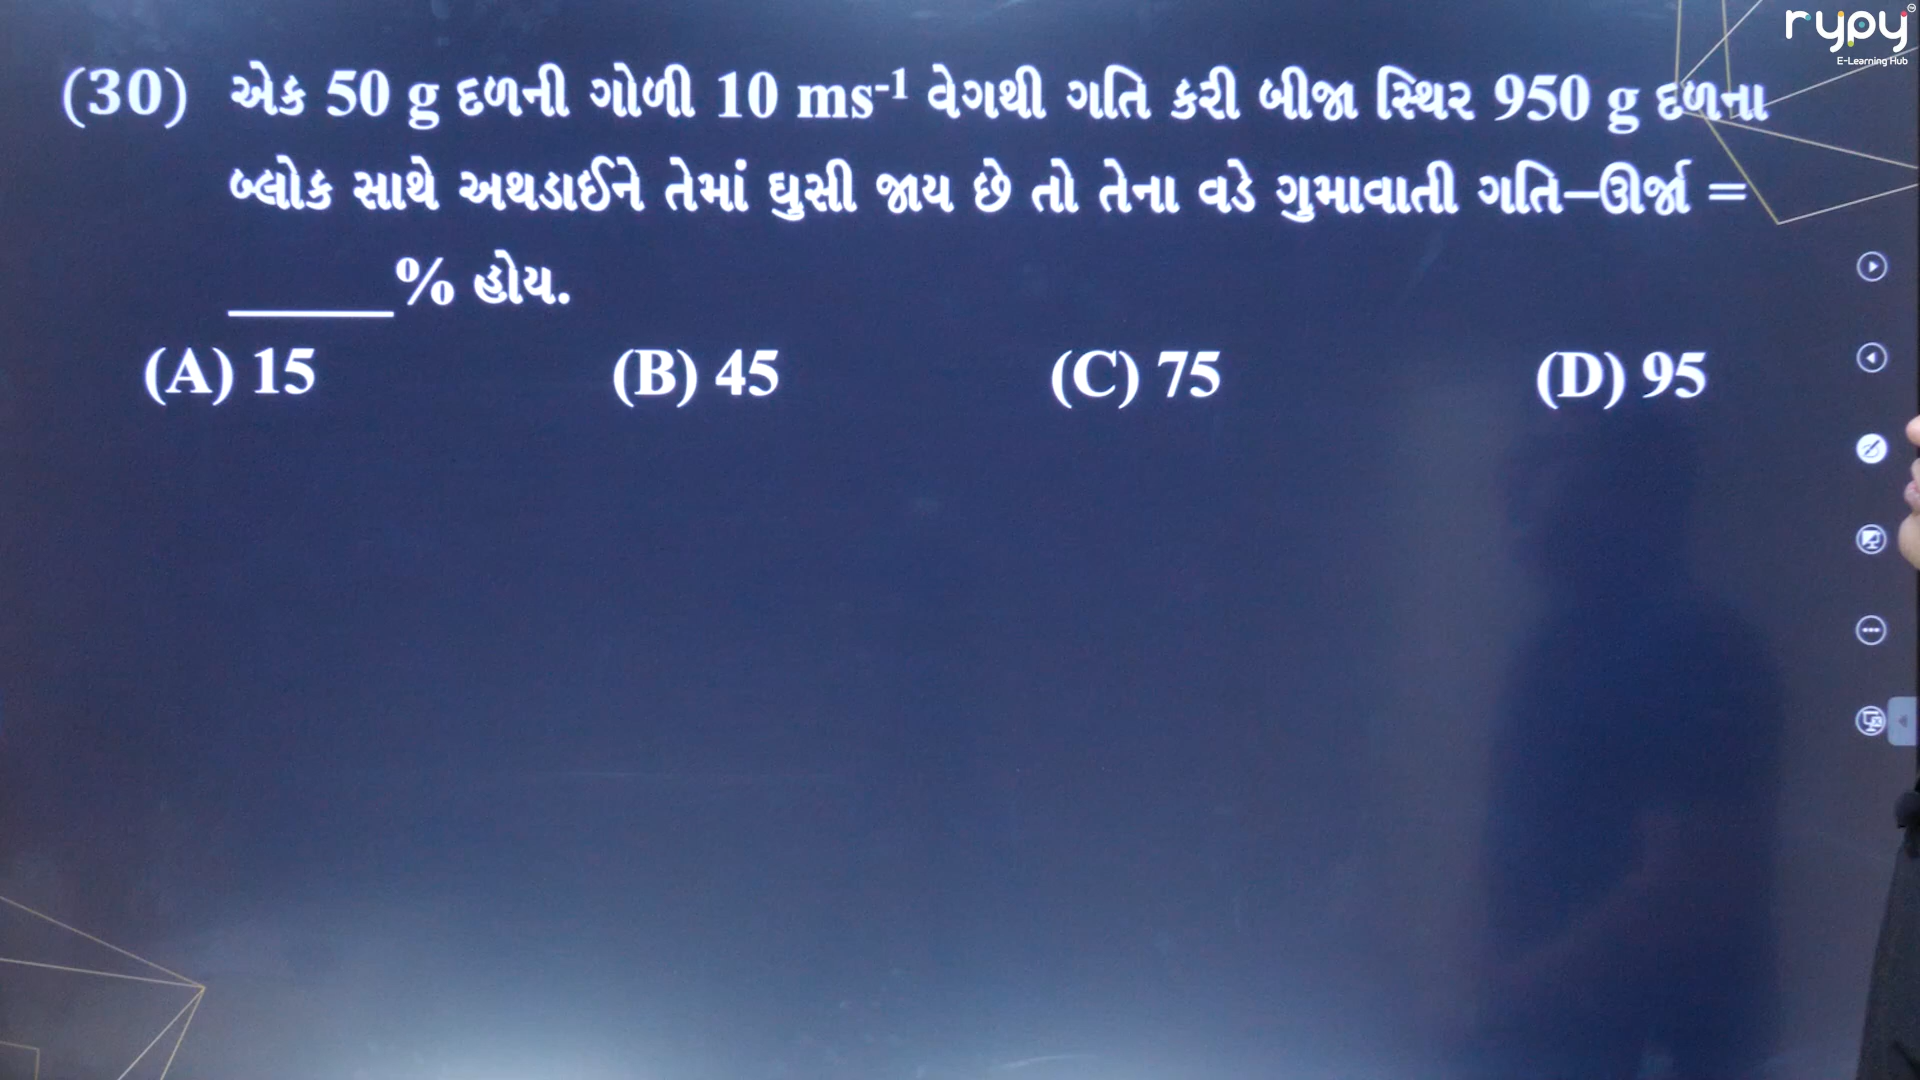 rypy
E-Learning Hub
(30) એક 50 g દળની ગોળી 10 ms-1 વેગથી ગતિ કરી બીજા સ્થિર 950 g દળના
બ્લોક સાથે અથડાઈને તેમાં ઘુસી જાય છે તો તેના વડે ગુમાવાતી ગતિ–ઊર્જા =
______% હોય.
(A) 15 (B) 45 (C) 75 (D) 95